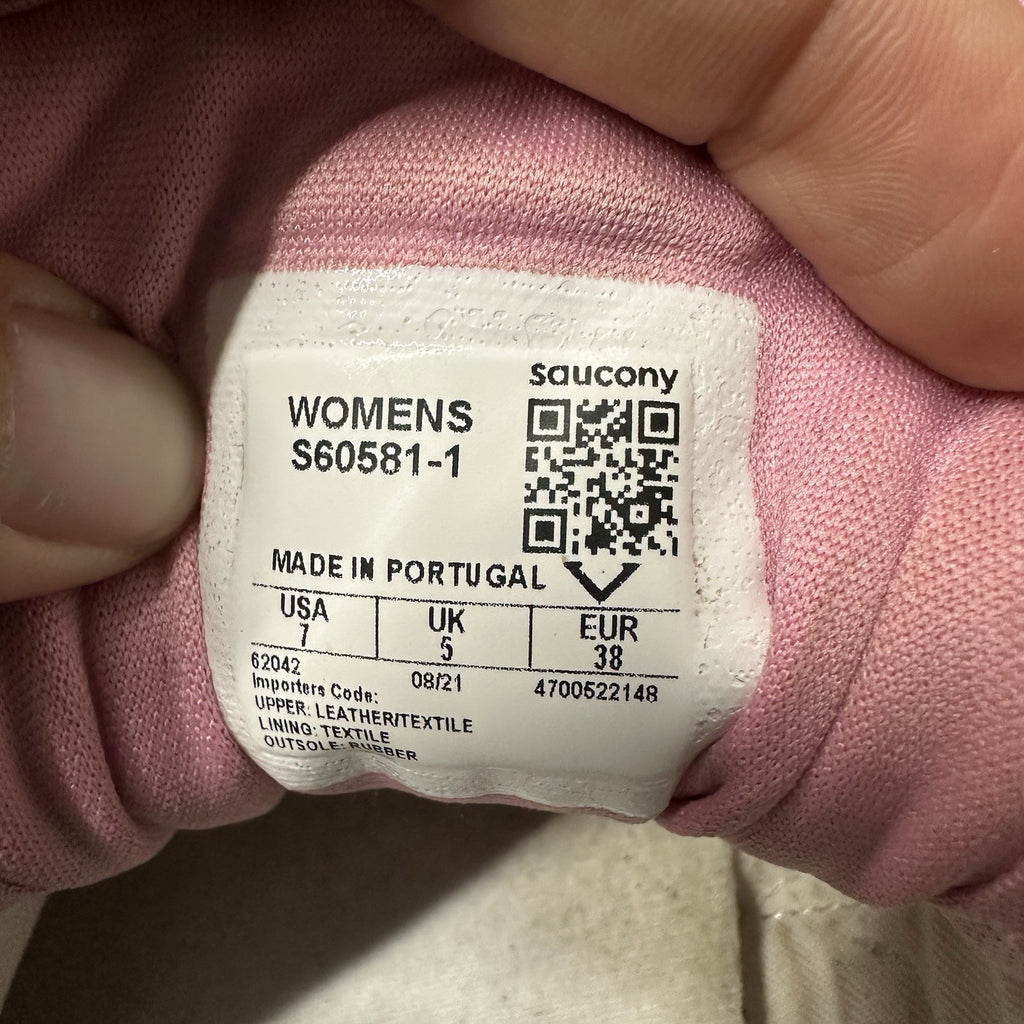 saucony
WOMENS
S60581-1
MADE IN PORTUGAL
USA UK EUR
7 5 38
62042 08/21 4700522148
Importers Code:
UPPER: LEATHER/TEXTILE
LINING: TEXTILE
OUTSOLE: RUBBER